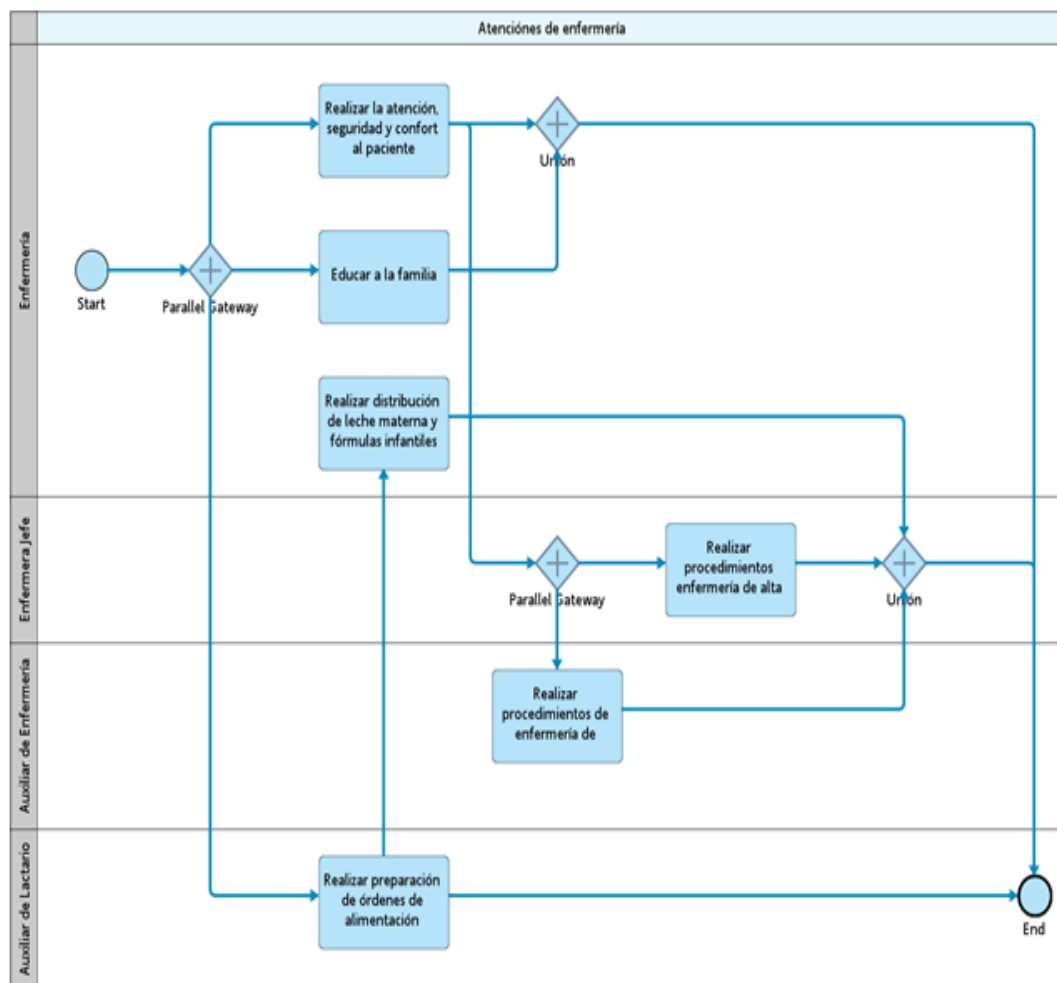 Atenciónes de enfermería
Enfermería
Realizar la atención,
seguridad y confort
al paciente
Unión
Start
Parallel Gateway
Educar a la familia
Realizar distribución
de leche materna y
fórmulas infantiles
Enfermera Jefe
Parallel Gateway
Realizar
procedimientos
enfermería de alta
Unión
Auxiliar de Enfermería
Realizar
procedimientos de
enfermería de
Auxiliar de Lactario
Realizar preparación
de órdenes de
alimentación
End